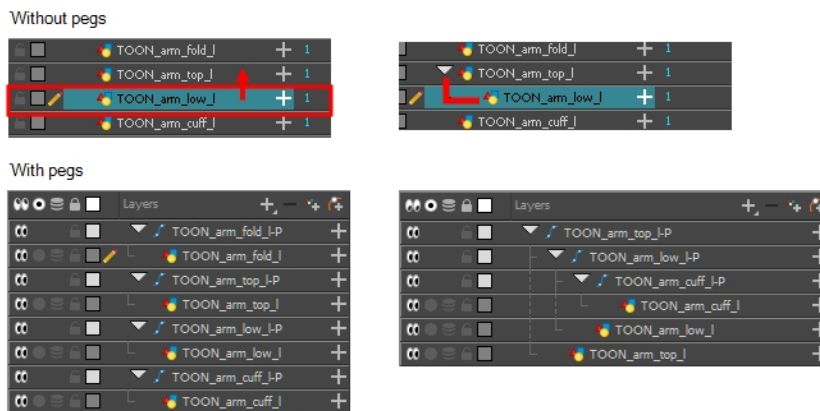 Without pegs
TOON_arm_fold_l 1
TOON_arm_top_l 1
TOON_arm_low_l 1
TOON_arm_cuff_l 1
TOON_arm_fold_l 1
TOON_arm_top_l 1
TOON_arm_low_l 1
TOON_arm_cuff_l 1
With pegs
Layers
TOON_arm_fold_l-P
TOON_arm_fold_l
TOON_arm_top_l-P
TOON_arm_top_l
TOON_arm_low_l-P
TOON_arm_low_l
TOON_arm_cuff_l-P
TOON_arm_cuff_l
Layers
TOON_arm_top_l-P
TOON_arm_low_l-P
TOON_arm_cuff_l-P
TOON_arm_cuff_l
TOON_arm_low_l
TOON_arm_top_l